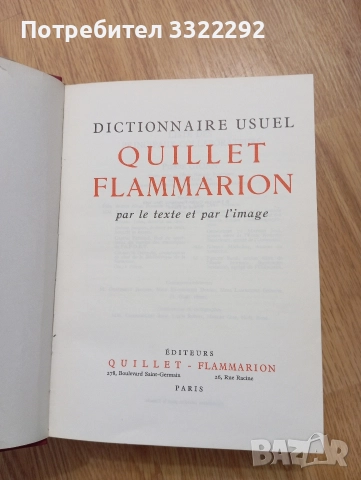 Потребител 3322292
DICTIONNAIRE USUEL
QUILLET
FLAMMARION
par le texte et par l'image
ÉDITEURS
QUILLET - FLAMMARION
278, Boulevard Saint-Germain 26, Rue Racine
PARIS
BAZAR